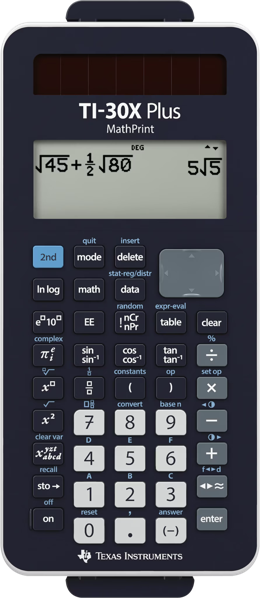 TI-30X Plus
MathPrint
DEG
√45+½√80 5√5
quit insert
2nd mode delete
stat-reg/distr
ln log math data
random expr-eval
eⁿ 10ⁿ EE ! nCr nPr table clear
complex %
π e i sin sin⁻¹ cos cos⁻¹ tan tan⁻¹ ÷
constants op set op
x▫ ▫/▫ ( ) ×
√ convert base n
x² 7 8 9 −
clear var D E F
x y z t a b c d 4 5 6 +
recall A B C f◄►d
sto→ 1 2 3 ◄►≈
off reset , answer
on 0 . (−) enter
TEXAS INSTRUMENTS